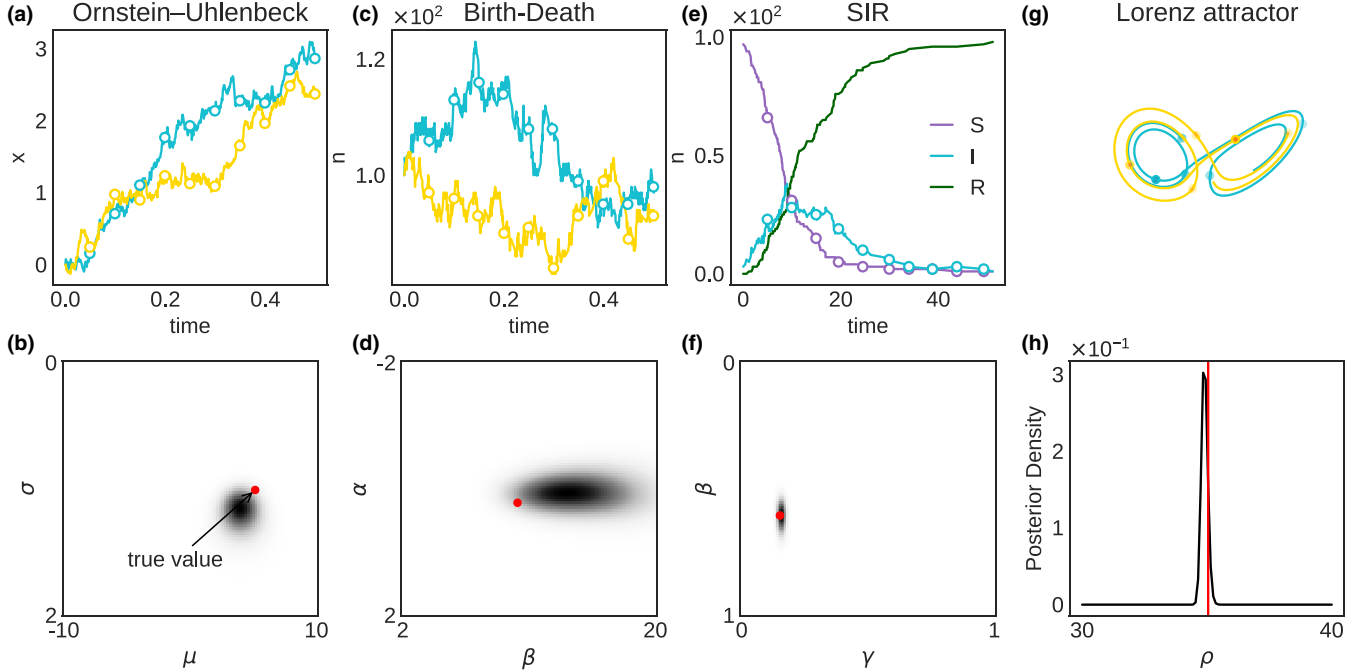 (a) Ornstein–Uhlenbeck
3
2
1
0
x
0.0 0.2 0.4
time
(c) Birth-Death
×10²
1.2
1.0
n
0.0 0.2 0.4
time
(e) SIR
×10²
1.0
0.5
0.0
n
S
I
R
0 20 40
time
(g) Lorenz attractor
(b)
0
σ
true value
2
-10 10
μ
(d)
-2
α
2
2 20
β
(f)
0
β
1
0 1
γ
(h)
×10⁻¹
3
2
1
0
Posterior Density
30 40
ρ